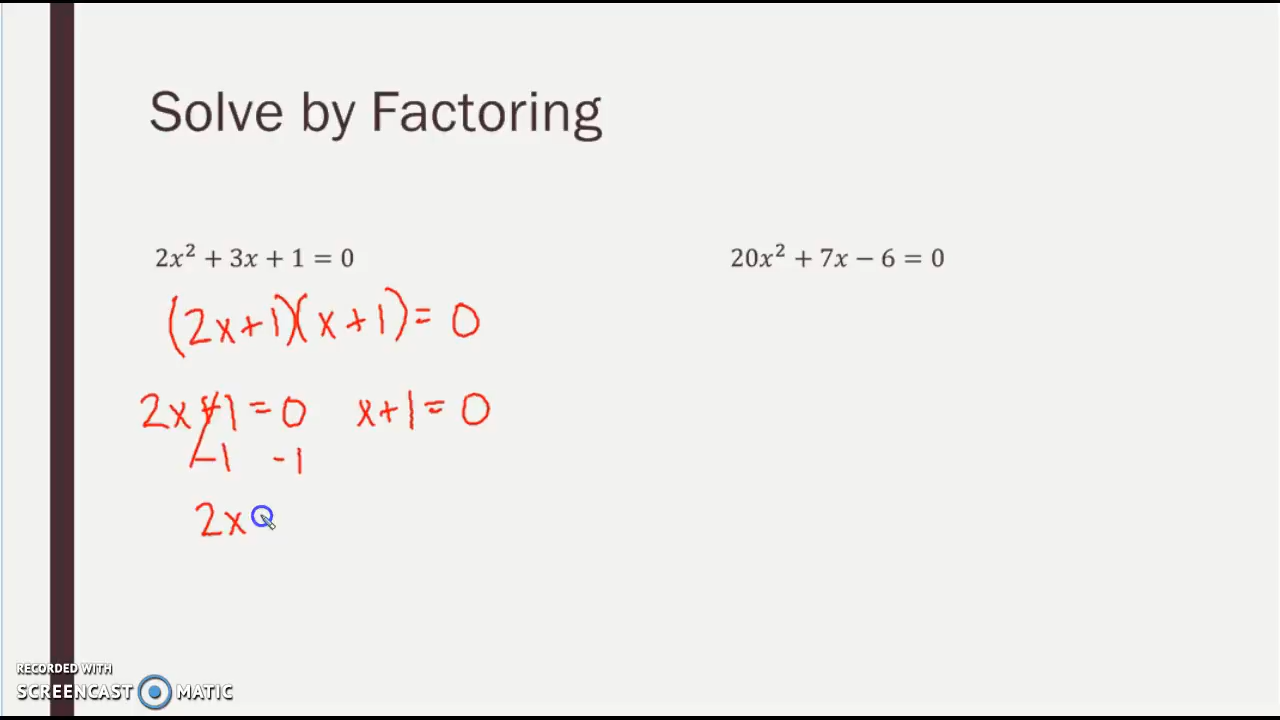 Solve by Factoring
2x² + 3x + 1 = 0
(2x+1)(x+1) = 0
2x+1 = 0 x+1 = 0
-1 -1
2x
20x² + 7x − 6 = 0
RECORDED WITH
SCREENCAST MATIC